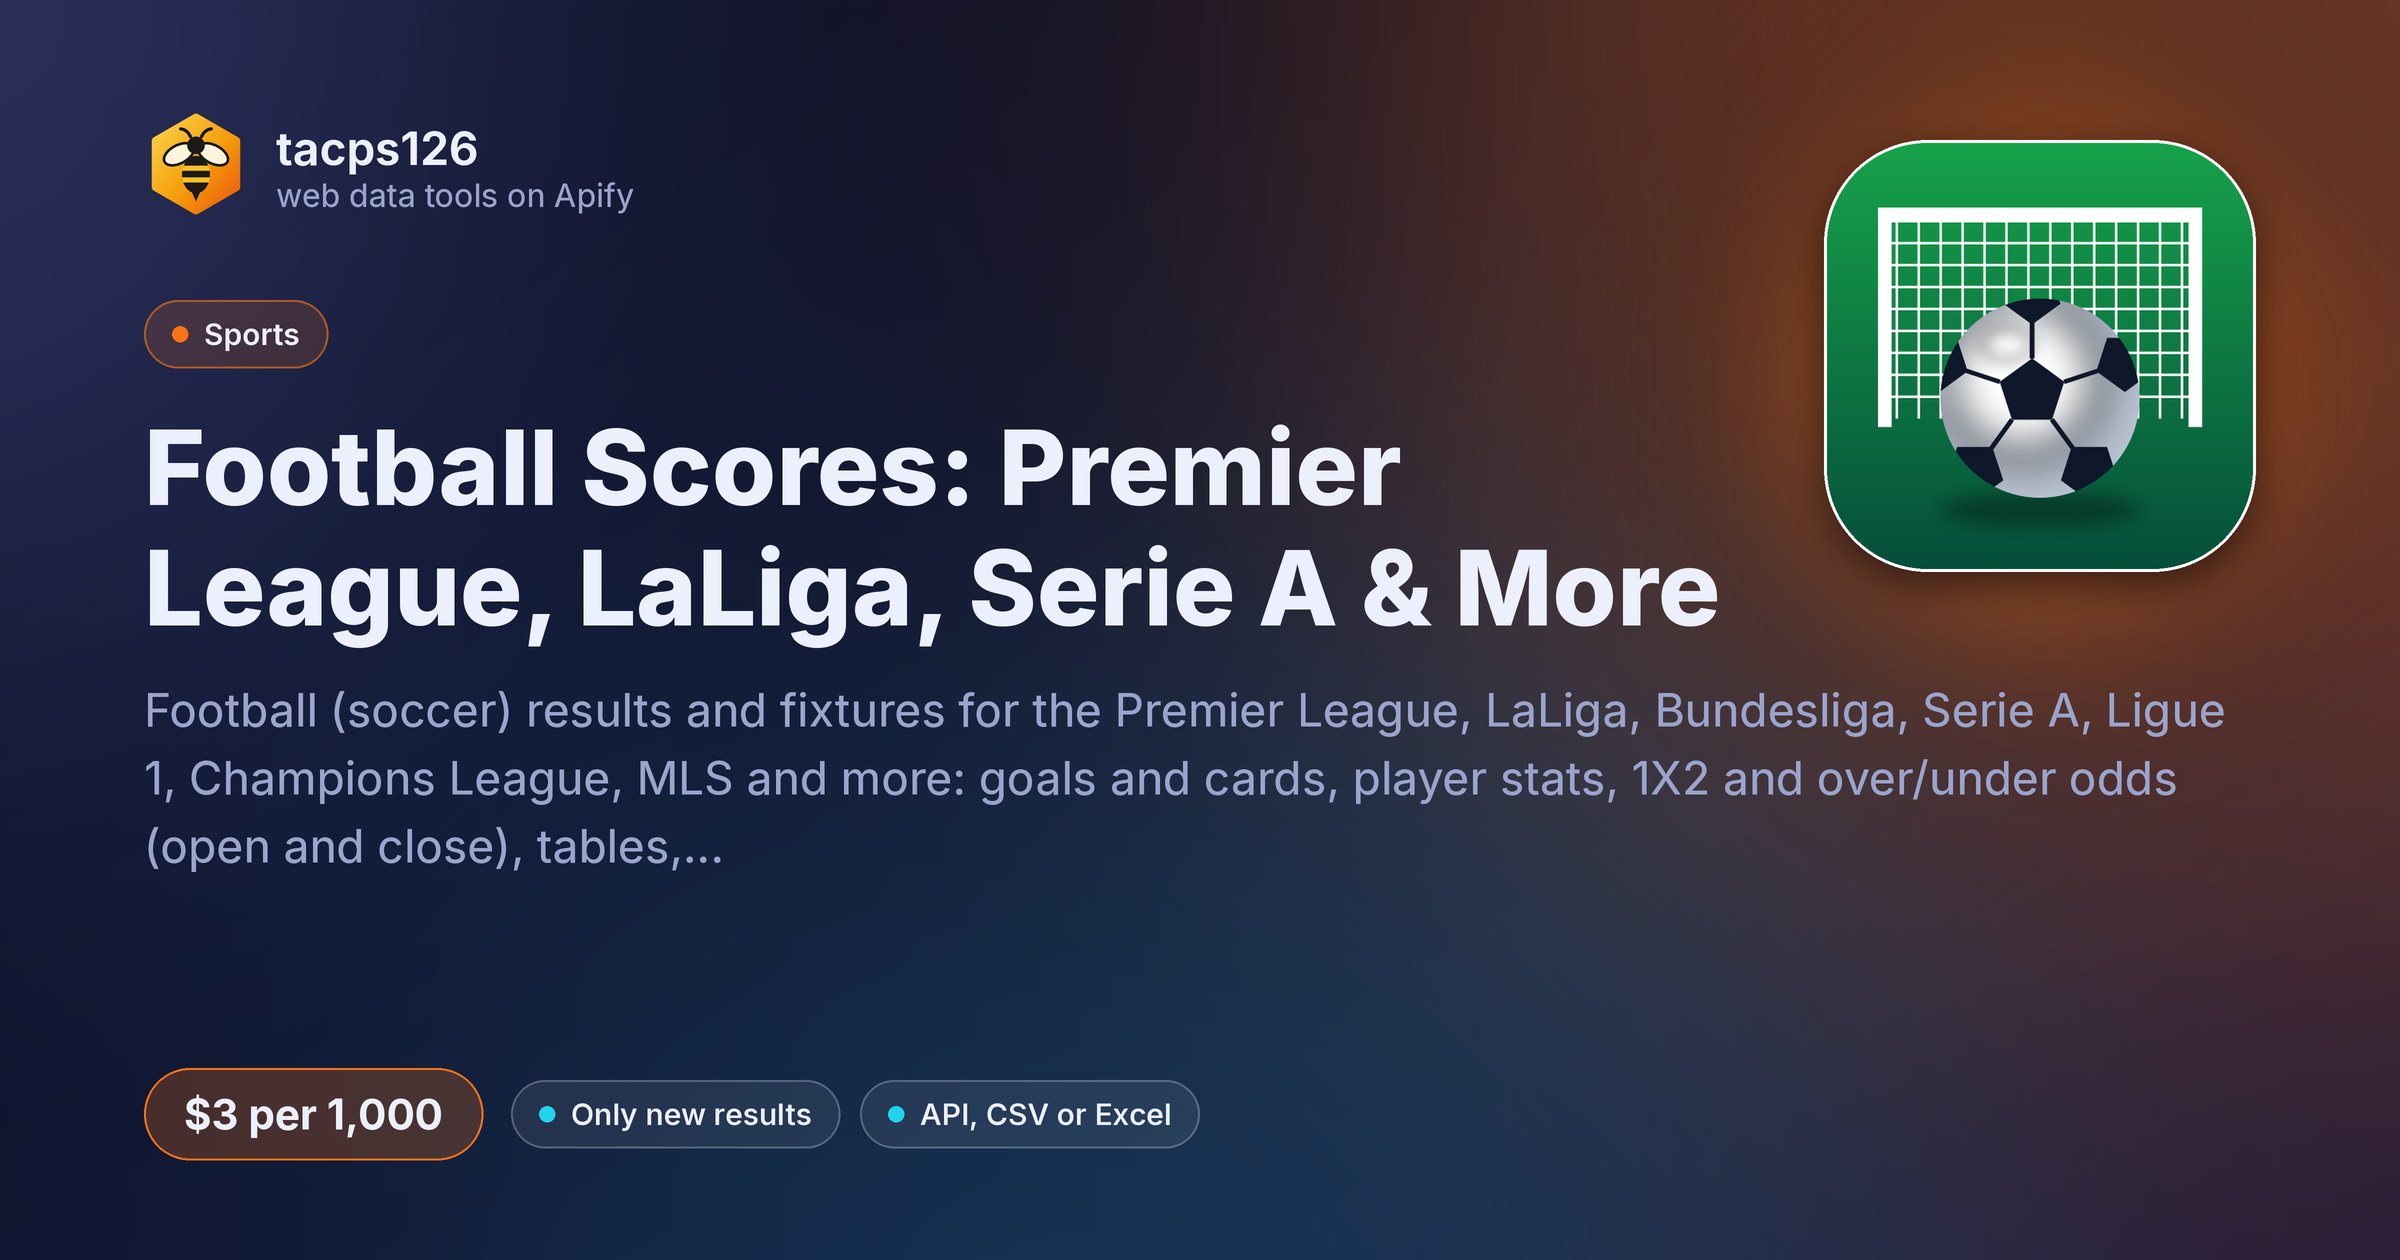 tacps126
web data tools on Apify
Sports
Football Scores: Premier
League, LaLiga, Serie A & More
Football (soccer) results and fixtures for the Premier League, LaLiga, Bundesliga, Serie A, Ligue
1, Champions League, MLS and more: goals and cards, player stats, 1X2 and over/under odds
(open and close), tables,...
$3 per 1,000
Only new results
API, CSV or Excel